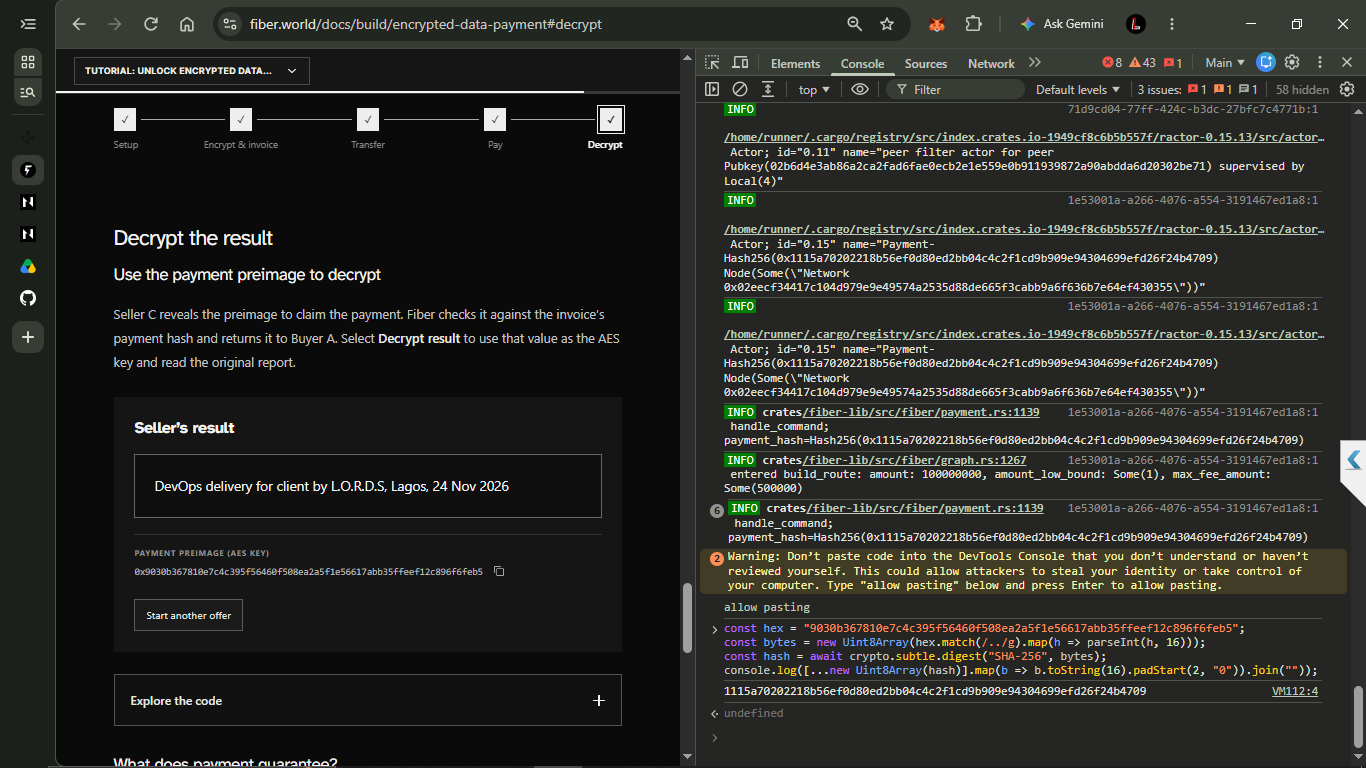 fiber.world/docs/build/encrypted-data-payment#decrypt
Ask Gemini
TUTORIAL: UNLOCK ENCRYPTED DATA...
Setup
Encrypt & invoice
Transfer
Pay
Decrypt
Decrypt the result
Use the payment preimage to decrypt
Seller C reveals the preimage to claim the payment. Fiber checks it against the invoice's
payment hash and returns it to Buyer A. Select Decrypt result to use that value as the AES
key and read the original report.
Seller's result
DevOps delivery for client by L.O.R.D.S, Lagos, 24 Nov 2026
PAYMENT PREIMAGE (AES KEY)
0x9030b367810e7c4c395f56460f508ea2a5f1e56617abb35ffeef12c896f6feb5
Start another offer
Explore the code
What does payment guarantee?
Elements
Console
Sources
Network
8
43
1
Main
top
Filter
Default levels
3 issues:
1
1
1
58 hidden
INFO
71d9cd04-77ff-424c-b3dc-27bfc7c4771b:1
/home/runner/.cargo/registry/src/index.crates.io-1949cf8c6b5b557f/ractor-0.15.13/src/actor…
Actor; id="0.11" name="peer filter actor for peer
Pubkey(02b6d4e3ab86a2ca2fad6fae0ecb2e1e559e0b911939872a90abdda6d20302be71) supervised by
Local(4)"
INFO
1e53001a-a266-4076-a554-3191467ed1a8:1
/home/runner/.cargo/registry/src/index.crates.io-1949cf8c6b5b557f/ractor-0.15.13/src/actor…
Actor; id="0.15" name="Payment-
Hash256(0x1115a70202218b56ef0d80ed2bb04c4c2f1cd9b909e94304699efd26f24b4709)
Node(Some(\"Network
0x02eecf34417c104d979e9e49574a2535d88de665f3cabb9a6f636b7e64ef430355\"))"
INFO
1e53001a-a266-4076-a554-3191467ed1a8:1
/home/runner/.cargo/registry/src/index.crates.io-1949cf8c6b5b557f/ractor-0.15.13/src/actor…
Actor; id="0.15" name="Payment-
Hash256(0x1115a70202218b56ef0d80ed2bb04c4c2f1cd9b909e94304699efd26f24b4709)
Node(Some(\"Network
0x02eecf34417c104d979e9e49574a2535d88de665f3cabb9a6f636b7e64ef430355\"))"
INFO crates/fiber-lib/src/fiber/payment.rs:1139
1e53001a-a266-4076-a554-3191467ed1a8:1
handle_command;
payment_hash=Hash256(0x1115a70202218b56ef0d80ed2bb04c4c2f1cd9b909e94304699efd26f24b4709)
INFO crates/fiber-lib/src/fiber/graph.rs:1267
1e53001a-a266-4076-a554-3191467ed1a8:1
entered build_route: amount: 100000000, amount_low_bound: Some(1), max_fee_amount:
Some(500000)
6 INFO crates/fiber-lib/src/fiber/payment.rs:1139
1e53001a-a266-4076-a554-3191467ed1a8:1
handle_command;
payment_hash=Hash256(0x1115a70202218b56ef0d80ed2bb04c4c2f1cd9b909e94304699efd26f24b4709)
2 Warning: Don't paste code into the DevTools Console that you don't understand or haven't
reviewed yourself. This could allow attackers to steal your identity or take control of
your computer. Type "allow pasting" below and press Enter to allow pasting.
allow pasting
const hex = "9030b367810e7c4c395f56460f508ea2a5f1e56617abb35ffeef12c896f6feb5";
const bytes = new Uint8Array(hex.match(/../g).map(h => parseInt(h, 16)));
const hash = await crypto.subtle.digest("SHA-256", bytes);
console.log([...new Uint8Array(hash)].map(b => b.toString(16).padStart(2, "0")).join(""));
1115a70202218b56ef0d80ed2bb04c4c2f1cd9b909e94304699efd26f24b4709
VM112:4
undefined